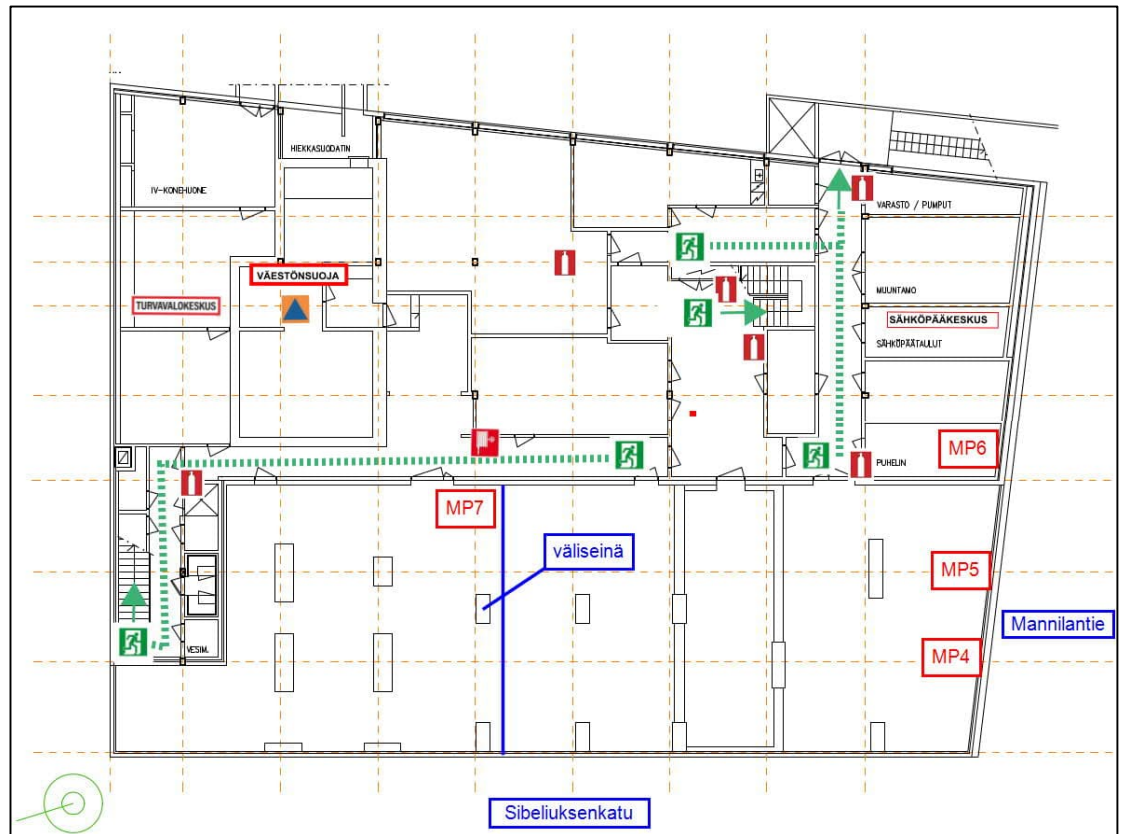 HIEKKASUODATIN
IV-KONEHUONE
VARASTO / PUMPUT
VÄESTÖNSUOJA
TURVAVALOKESKUS
MUUNTAMO
SÄHKÖPÄÄKESKUS
SÄHKÖPÄÄTAULUT
MP6
PUHELIN
MP7
väliseinä
MP5
Mannilantie
VESIM.
MP4
Sibeliuksenkatu